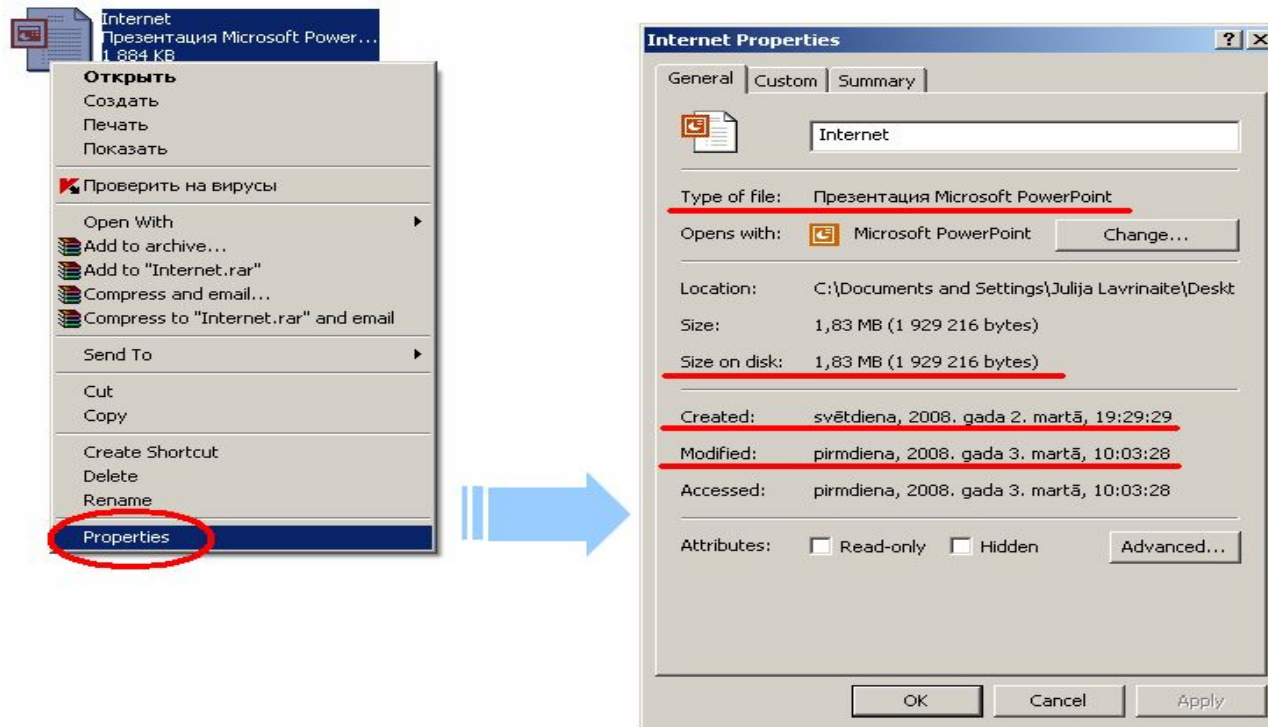 Internet
Презентация Microsoft Power...
1 884 KB
Открыть
Создать
Печать
Показать
Проверить на вирусы
Open With
Add to archive...
Add to "Internet.rar"
Compress and email...
Compress to "Internet.rar" and email
Send To
Cut
Copy
Create Shortcut
Delete
Rename
Properties
Internet Properties
General Custom Summary
Internet
Type of file: Презентация Microsoft PowerPoint
Opens with: Microsoft PowerPoint Change...
Location: C:\Documents and Settings\Julija Lavrinaite\Deskt
Size: 1,83 MB (1 929 216 bytes)
Size on disk: 1,83 MB (1 929 216 bytes)
Created: svētdiena, 2008. gada 2. martā, 19:29:29
Modified: pirmdiena, 2008. gada 3. martā, 10:03:28
Accessed: pirmdiena, 2008. gada 3. martā, 10:03:28
Attributes: Read-only Hidden Advanced...
OK Cancel Apply